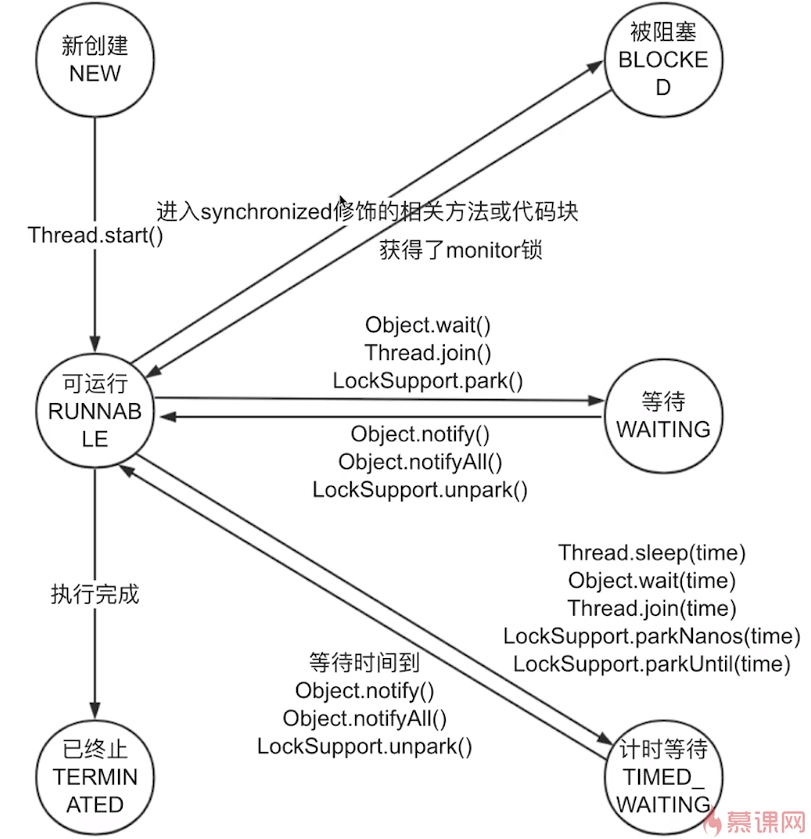 新创建
NEW
被阻塞
BLOCKE
D
进入synchronized修饰的相关方法或代码块
Thread.start()
获得了monitor锁
Object.wait()
Thread.join()
LockSupport.park()
可运行
RUNNAB
LE
等待
WAITING
Object.notify()
Object.notifyAll()
LockSupport.unpark()
Thread.sleep(time)
Object.wait(time)
Thread.join(time)
LockSupport.parkNanos(time)
LockSupport.parkUntil(time)
执行完成
等待时间到
Object.notify()
Object.notifyAll()
LockSupport.unpark()
已终止
TERMIN
ATED
计时等待
TIMED_
WAITING
慕课网